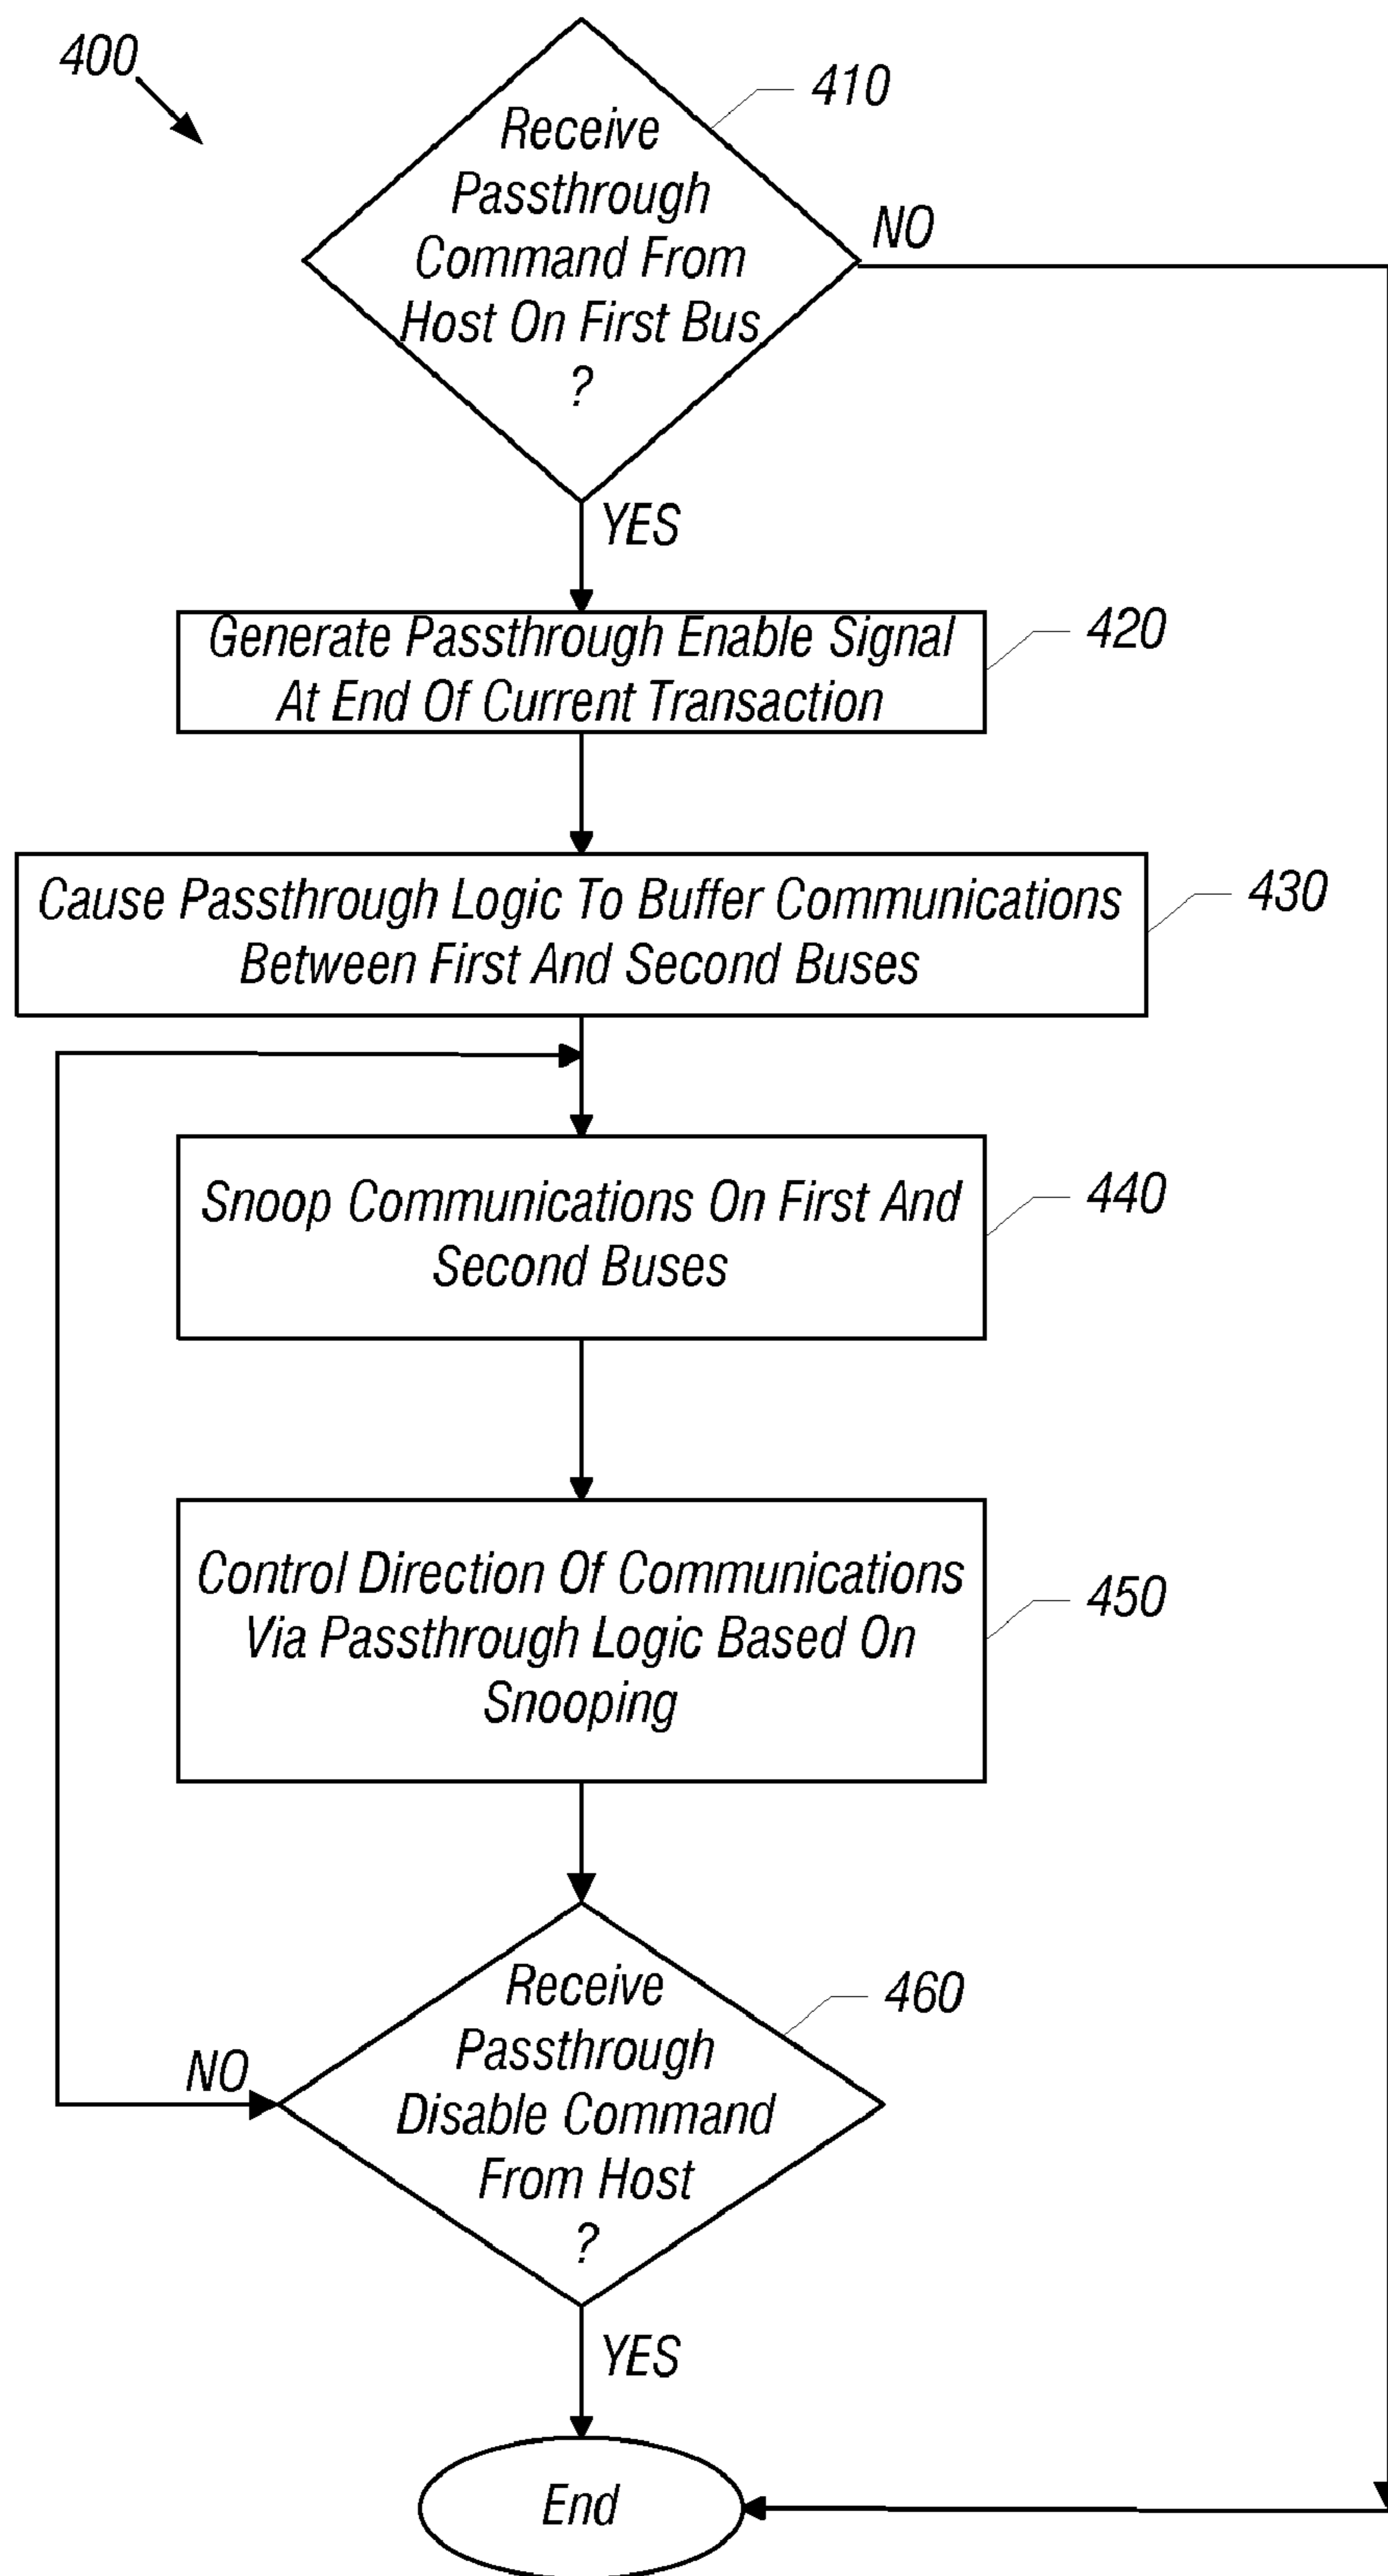 400
410
Receive
Passthrough
Command From
Host On First Bus
?
NO
YES
420
Generate Passthrough Enable Signal
At End Of Current Transaction
430
Cause Passthrough Logic To Buffer Communications
Between First And Second Buses
440
Snoop Communications On First And
Second Buses
450
Control Direction Of Communications
Via Passthrough Logic Based On
Snooping
460
Receive
Passthrough
Disable Command
From Host
?
NO
YES
End